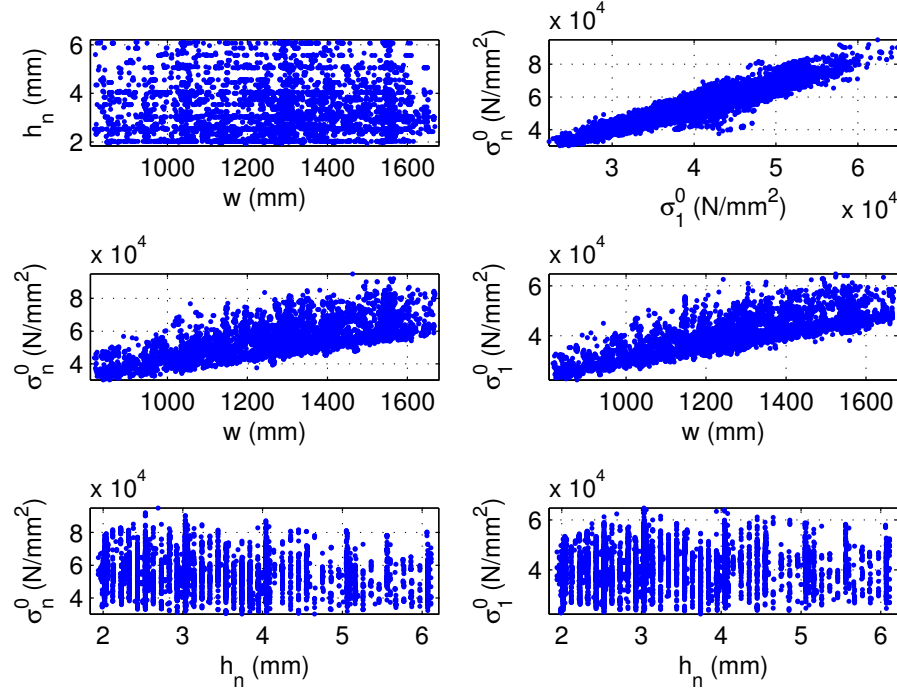 x 10^4
6
4
2
h_n (mm)
1000 1200 1400 1600
w (mm)
8
6
4
σ_n^0 (N/mm^2)
3 4 5 6
σ_1^0 (N/mm^2) x 10^4
x 10^4 x 10^4
8
6
4
σ_n^0 (N/mm^2)
1000 1200 1400 1600
w (mm)
6
4
σ_1^0 (N/mm^2)
1000 1200 1400 1600
w (mm)
x 10^4 x 10^4
8
6
4
σ_n^0 (N/mm^2)
2 3 4 5 6
h_n (mm)
6
4
σ_1^0 (N/mm^2)
2 3 4 5 6
h_n (mm)